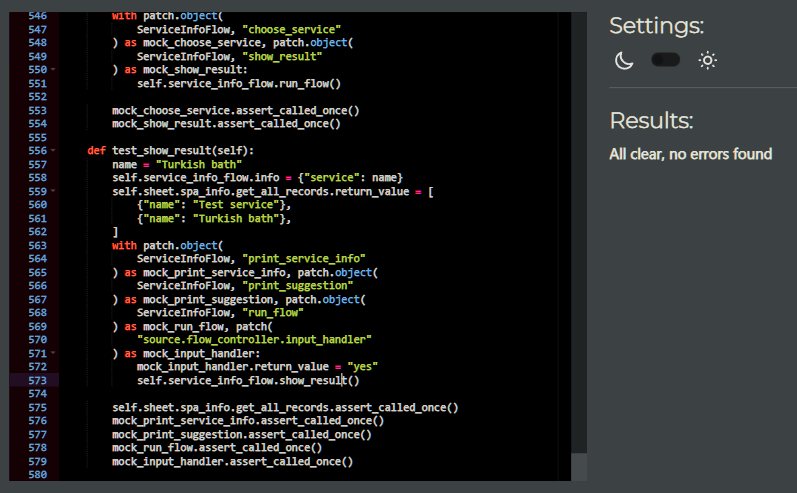 546 with patch.object(
547 ServiceInfoFlow, "choose_service"
548 ) as mock_choose_service, patch.object(
549 ServiceInfoFlow, "show_result"
550 ) as mock_show_result:
551 self.service_info_flow.run_flow()
552
553 mock_choose_service.assert_called_once()
554 mock_show_result.assert_called_once()
555
556 def test_show_result(self):
557 name = "Turkish bath"
558 self.service_info_flow.info = {"service": name}
559 self.sheet.spa_info.get_all_records.return_value = [
560 {"name": "Test service"},
561 {"name": "Turkish bath"},
562 ]
563 with patch.object(
564 ServiceInfoFlow, "print_service_info"
565 ) as mock_print_service_info, patch.object(
566 ServiceInfoFlow, "print_suggestion"
567 ) as mock_print_suggestion, patch.object(
568 ServiceInfoFlow, "run_flow"
569 ) as mock_run_flow, patch(
570 "source.flow_controller.input_handler"
571 ) as mock_input_handler:
572 mock_input_handler.return_value = "yes"
573 self.service_info_flow.show_result()
574
575 self.sheet.spa_info.get_all_records.assert_called_once()
576 mock_print_service_info.assert_called_once()
577 mock_print_suggestion.assert_called_once()
578 mock_run_flow.assert_called_once()
579 mock_input_handler.assert_called_once()
580
Settings:
Results:
All clear, no errors found